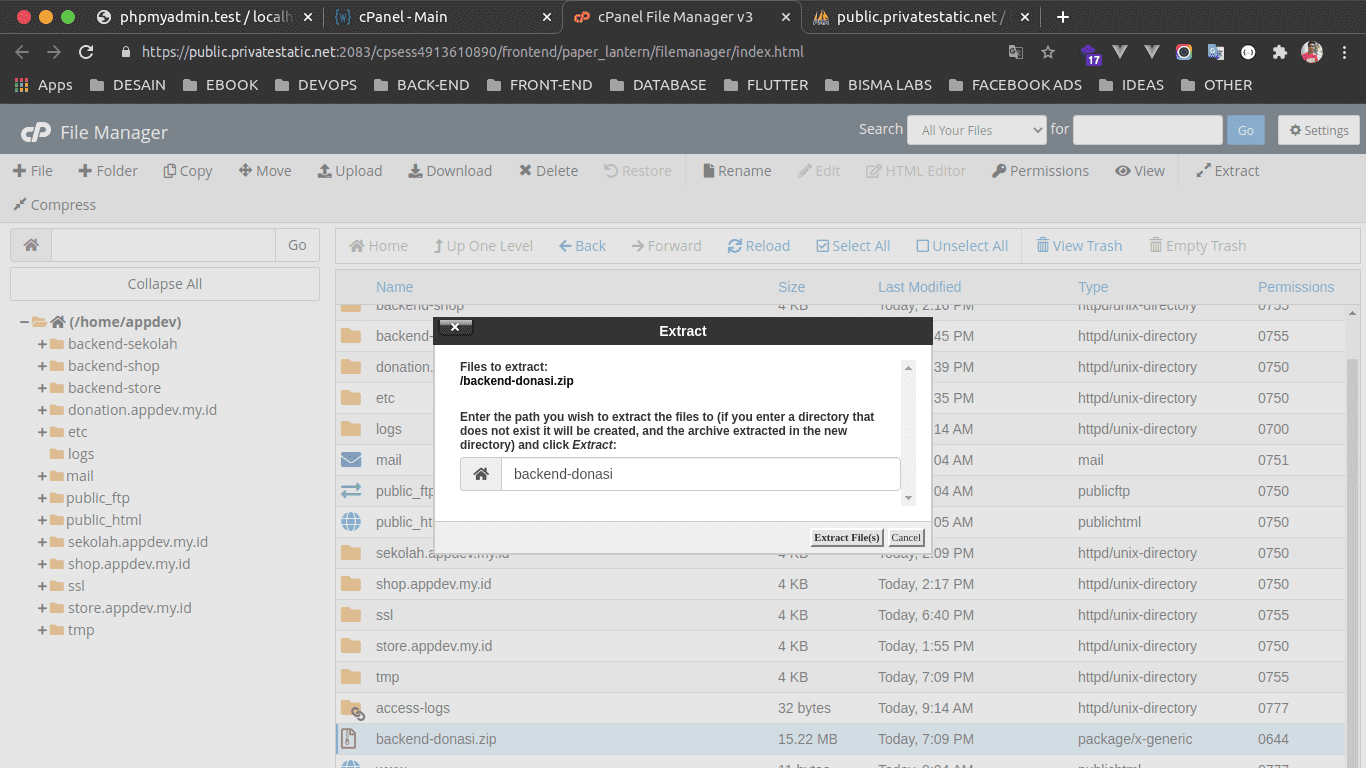 phpmyadmin.test / localh
cPanel - Main
cPanel File Manager v3
public.privatestatic.net /
https://public.privatestatic.net:2083/cpsess4913610890/frontend/paper_lantern/filemanager/index.html
17
Apps DESAIN EBOOK DEVOPS BACK-END FRONT-END DATABASE FLUTTER BISMA LABS FACEBOOK ADS IDEAS OTHER
cP File Manager
Search All Your Files for Go Settings
File Folder Copy Move Upload Download Delete Restore Rename Edit HTML Editor Permissions View Extract
Compress
Go
Collapse All
(/home/appdev)
backend-sekolah
backend-shop
backend-store
donation.appdev.my.id
etc
logs
mail
public_ftp
public_html
sekolah.appdev.my.id
shop.appdev.my.id
ssl
store.appdev.my.id
tmp
Home Up One Level Back Forward Reload Select All Unselect All View Trash Empty Trash
Name Size Last Modified Type Permissions
backend-shop 4 KB Today, 2:16 PM httpd/unix-directory 0755
backend- 45 PM httpd/unix-directory 0755
donation. 39 PM httpd/unix-directory 0750
etc 35 PM httpd/unix-directory 0750
logs 14 AM httpd/unix-directory 0700
mail 04 AM mail 0751
public_ftp 04 AM publicftp 0750
public_ht 05 AM publichtml 0750
sekolah.appdev.my.id 4 KB Today, 2:09 PM httpd/unix-directory 0750
shop.appdev.my.id 4 KB Today, 2:17 PM httpd/unix-directory 0750
ssl 4 KB Today, 6:40 PM httpd/unix-directory 0755
store.appdev.my.id 4 KB Today, 1:55 PM httpd/unix-directory 0750
tmp 4 KB Today, 7:09 PM httpd/unix-directory 0755
access-logs 32 bytes Today, 9:14 AM httpd/unix-directory 0777
backend-donasi.zip 15.22 MB Today, 7:09 PM package/x-generic 0644
Extract
Files to extract:
/backend-donasi.zip
Enter the path you wish to extract the files to (if you enter a directory that
does not exist it will be created, and the archive extracted in the new
directory) and click Extract:
backend-donasi
Extract File(s) Cancel